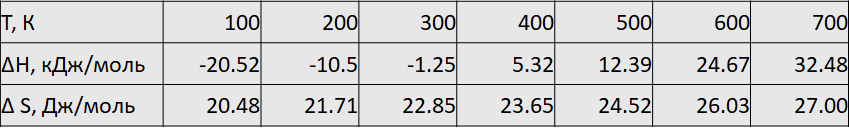 Т, К 100 200 300 400 500 600 700
ΔН, кДж/моль -20.52 -10.5 -1.25 5.32 12.39 24.67 32.48
Δ S, Дж/моль 20.48 21.71 22.85 23.65 24.52 26.03 27.00